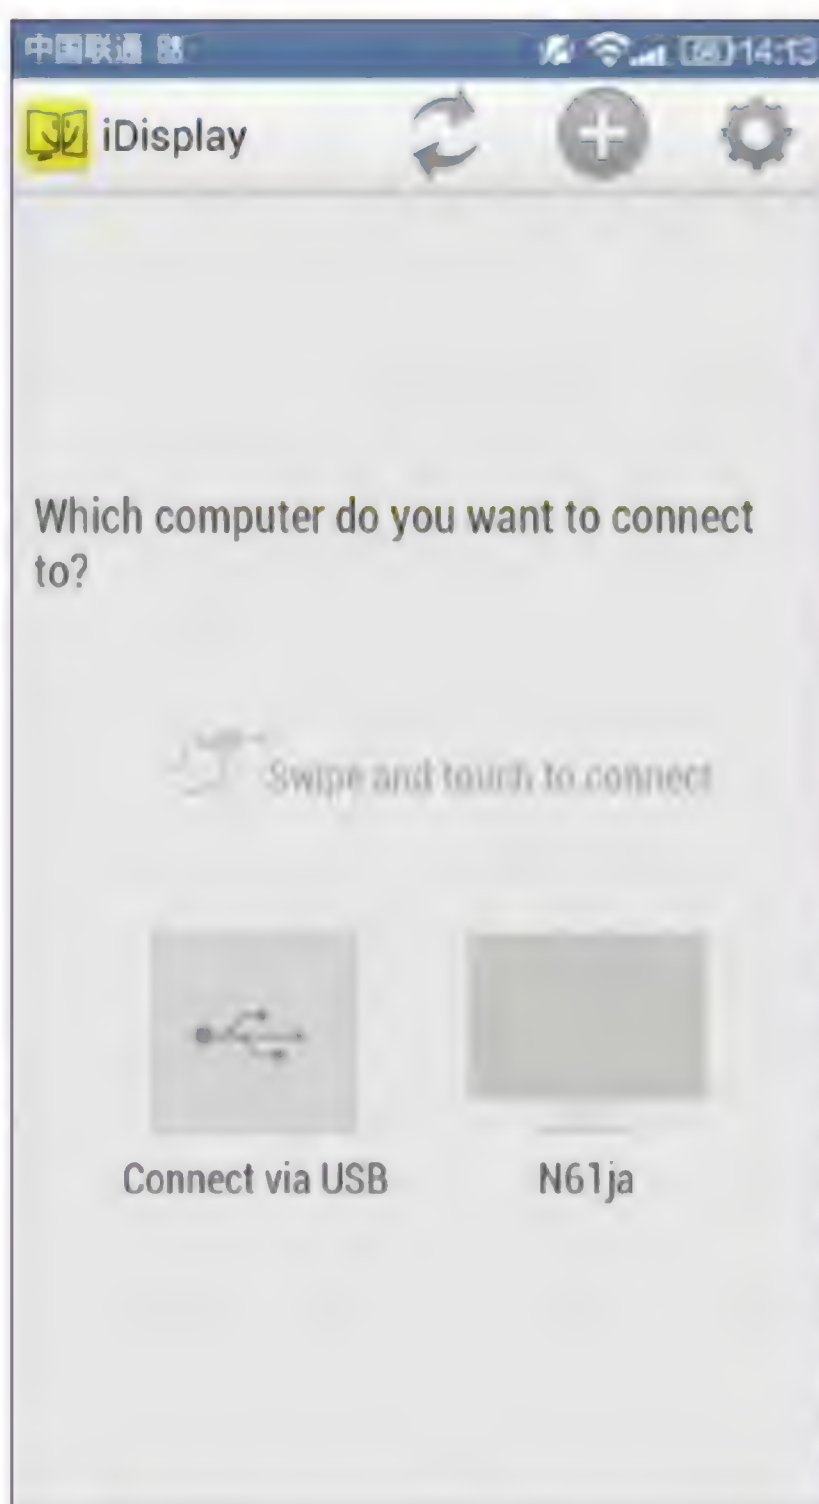 中国联通
14:13
iDisplay
Which computer do you want to connect
to?
Swipe and touch to connect
Connect via USB
N61ja